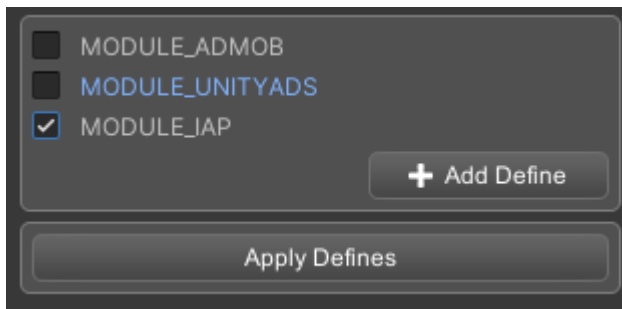 MODULE_ADMOB
MODULE_UNITYADS
MODULE_IAP
Add Define
Apply Defines